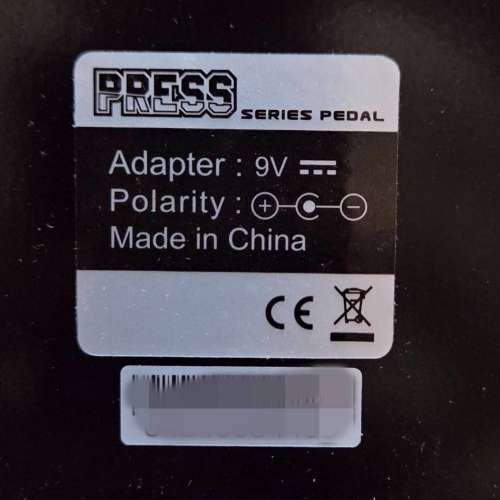 PRESS SERIES PEDAL
Adapter : 9V
Polarity : + −
Made in China
CE